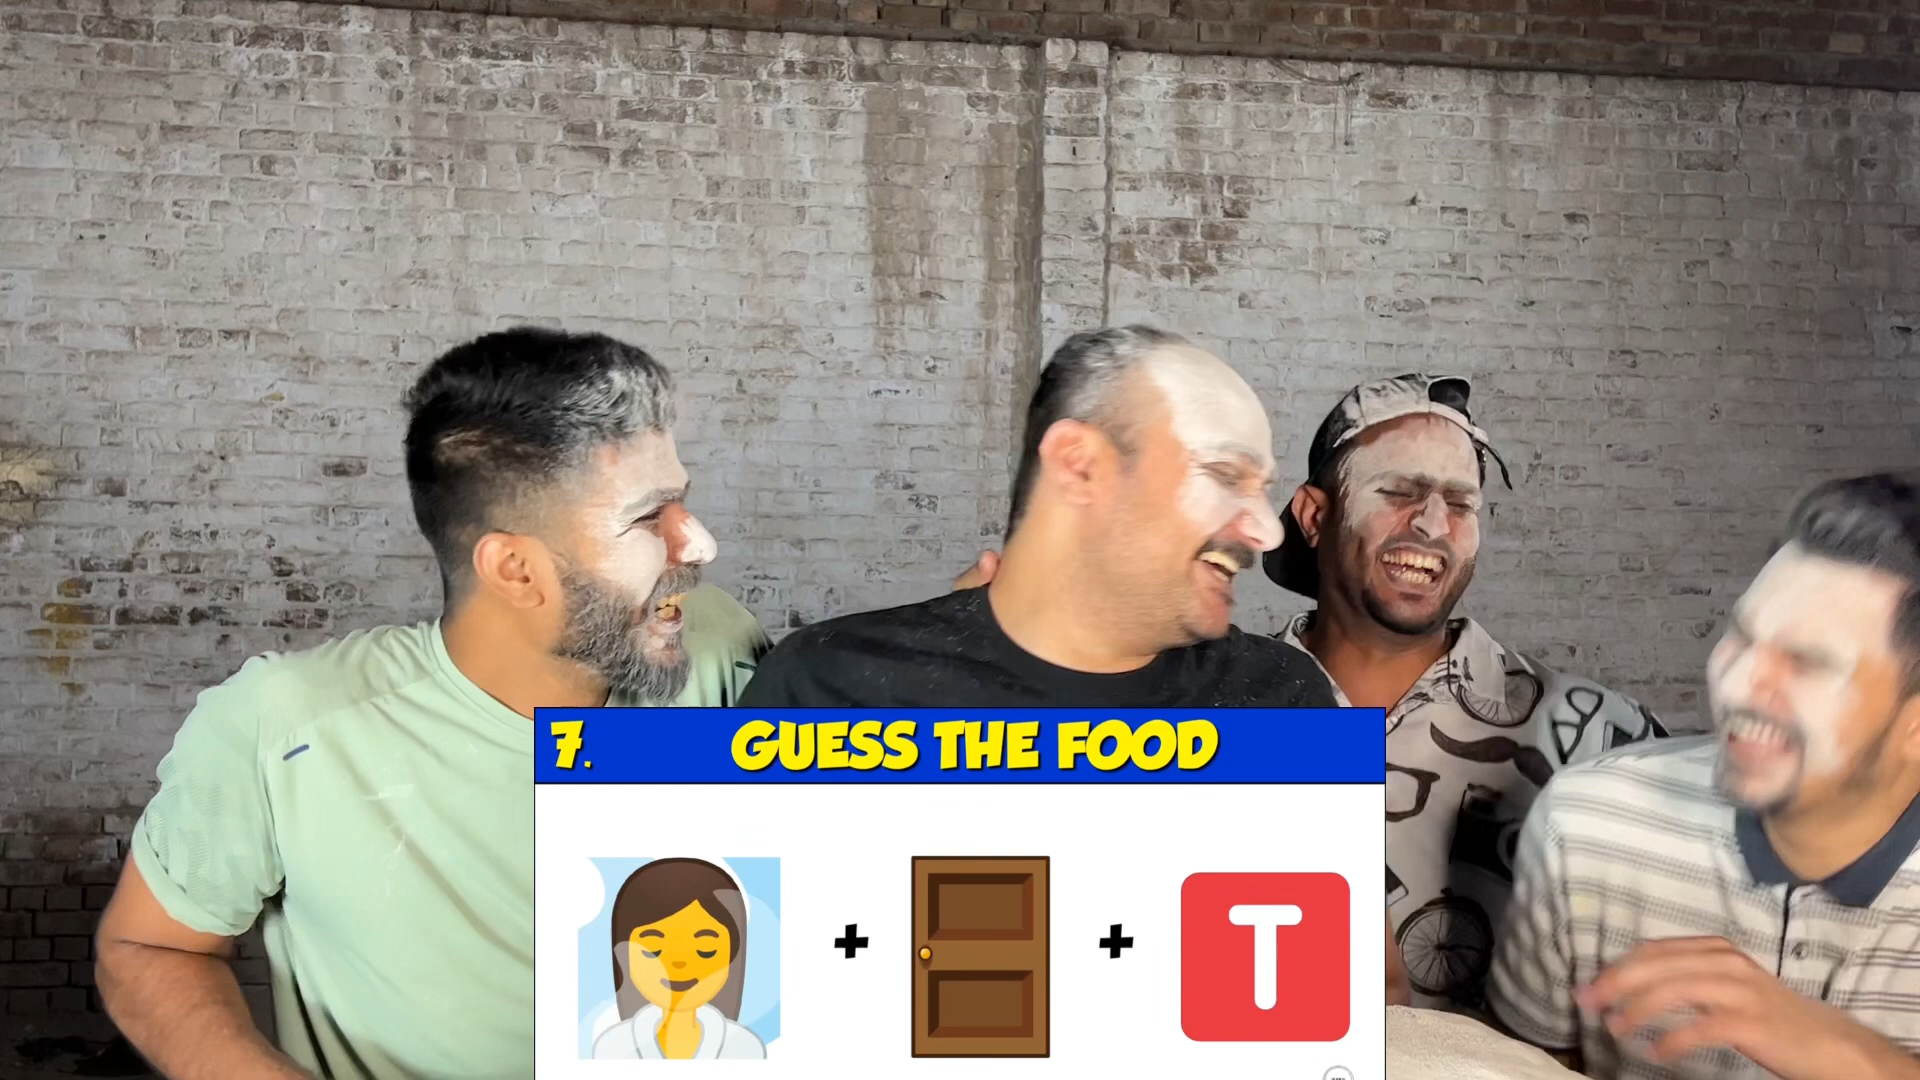 7. GUESS THE FOOD
+ + T